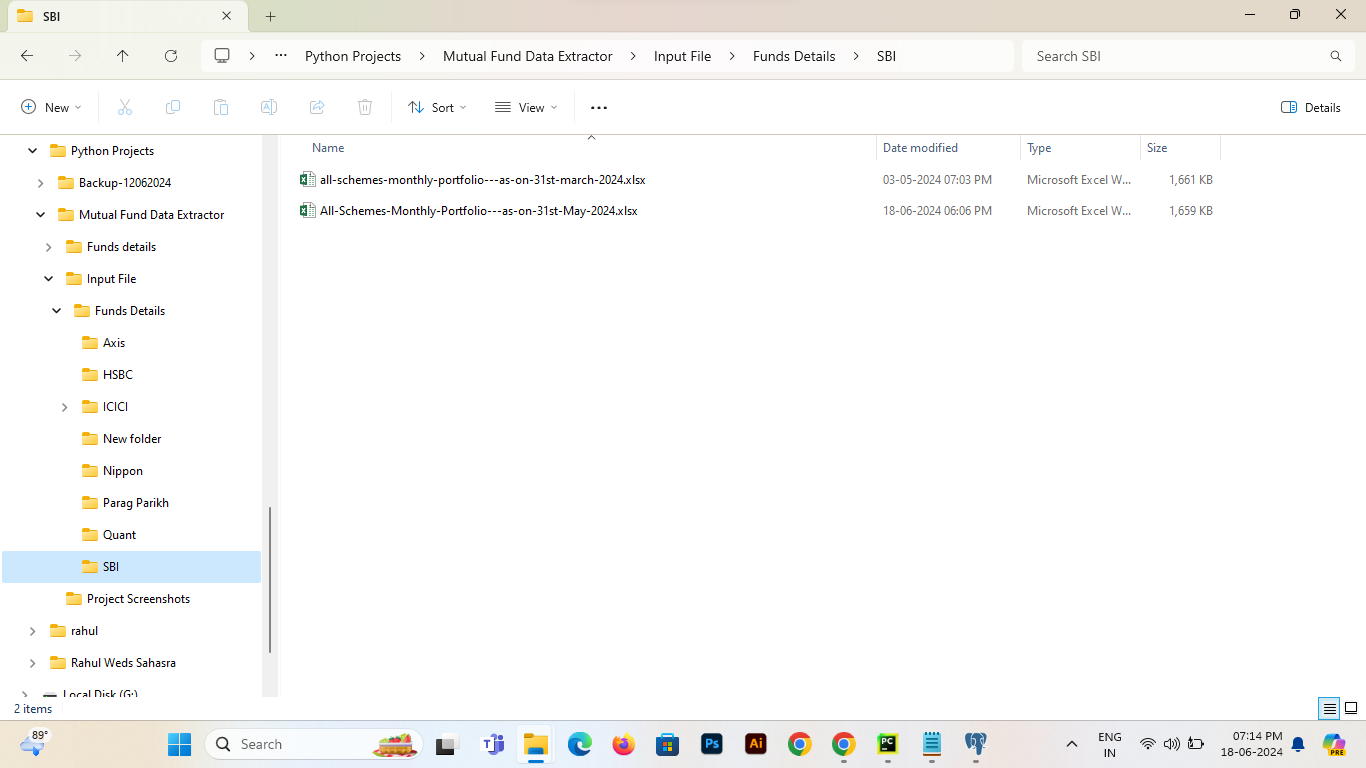 SBI
Python Projects
Mutual Fund Data Extractor
Input File
Funds Details
SBI
Search SBI
New
Sort
View
Details
Python Projects
Backup-12062024
Mutual Fund Data Extractor
Funds details
Input File
Funds Details
Axis
HSBC
ICICI
New folder
Nippon
Parag Parikh
Quant
SBI
Project Screenshots
rahul
Rahul Weds Sahasra
Local Disk (G:)
Name Date modified Type Size
all-schemes-monthly-portfolio---as-on-31st-march-2024.xlsx 03-05-2024 07:03 PM Microsoft Excel W... 1,661 KB
All-Schemes-Monthly-Portfolio---as-on-31st-May-2024.xlsx 18-06-2024 06:06 PM Microsoft Excel W... 1,659 KB
2 items
89°
Search
T
Ps
Ai
PC
ENG
IN
07:14 PM
18-06-2024
PRE